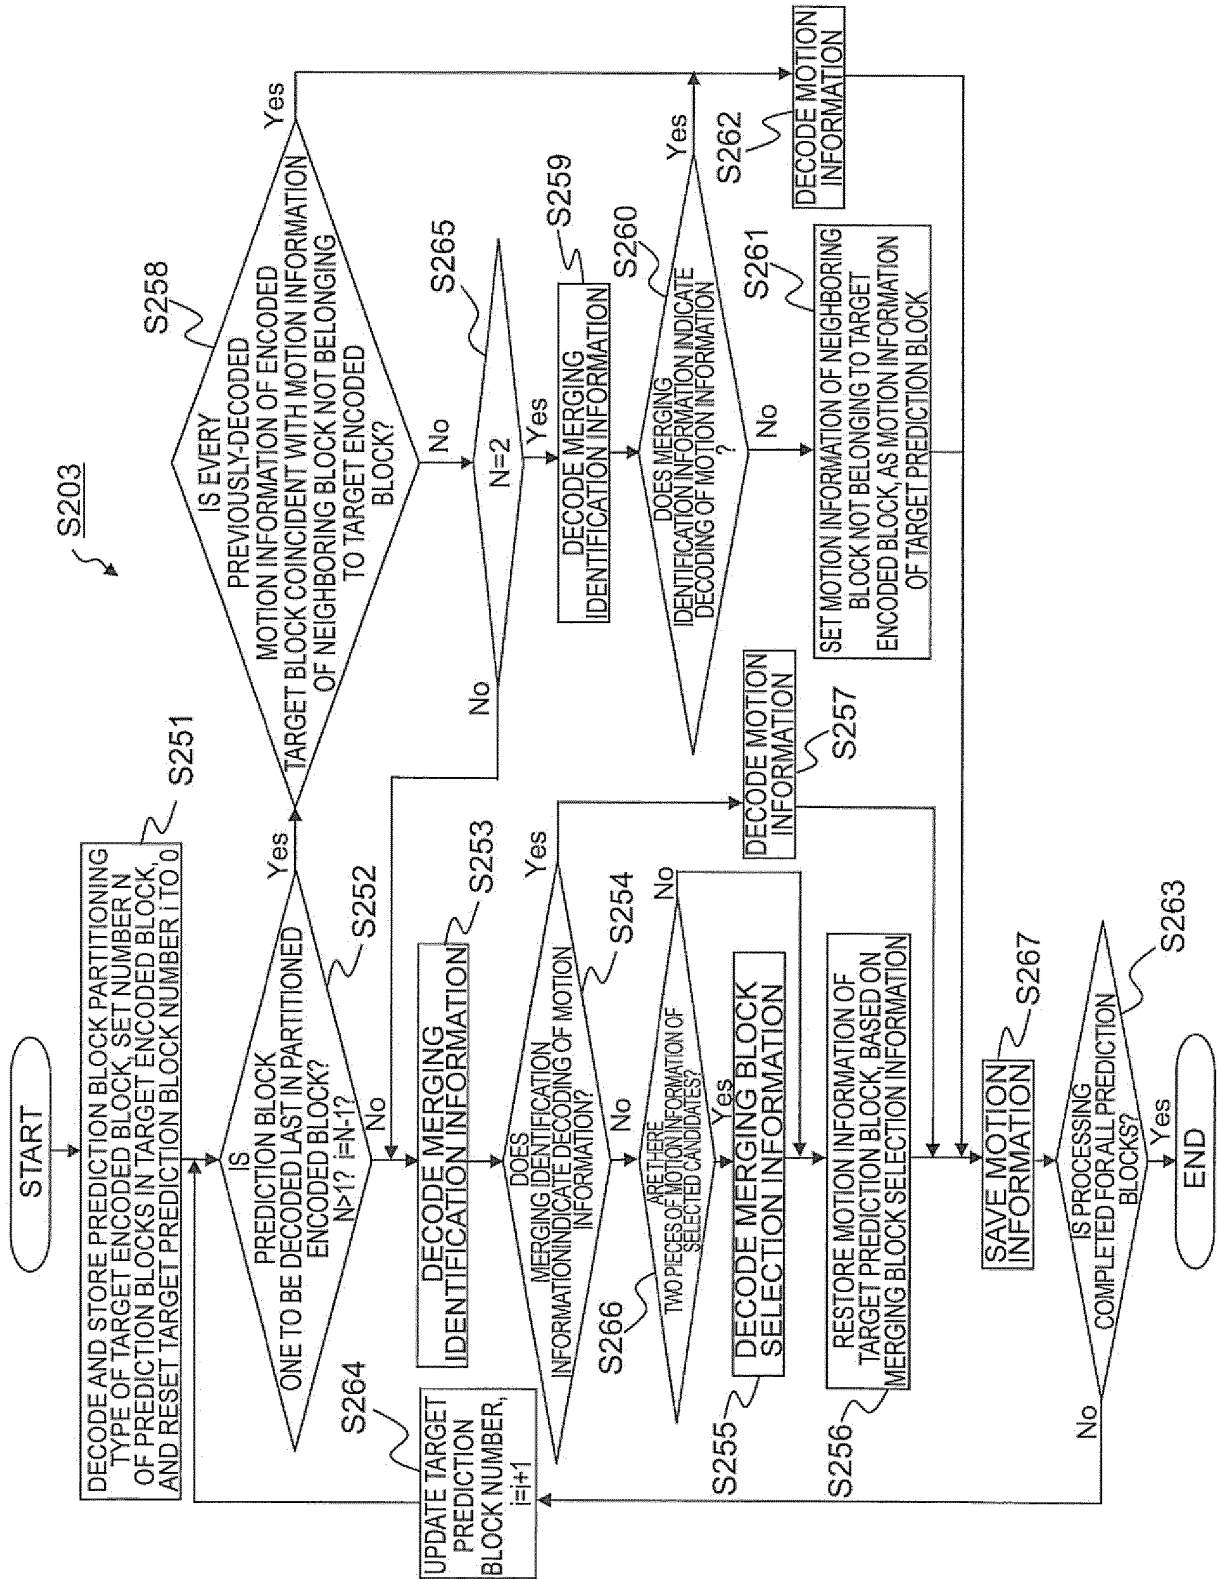 S203
START
DECODE AND STORE PREDICTION BLOCK PARTITIONING
TYPE OF TARGET ENCODED BLOCK, SET NUMBER N
OF PREDICTION BLOCKS IN TARGET ENCODED BLOCK,
AND RESET TARGET PREDICTION BLOCK NUMBER i TO 0
S251
IS
PREDICTION BLOCK
ONE TO BE DECODED LAST IN PARTITIONED
ENCODED BLOCK?
N>1? i=N-1?
S252
Yes
No
DECODE MERGING
IDENTIFICATION INFORMATION
S253
DOES
MERGING IDENTIFICATION
INFORMATIONINDICATE DECODING OF MOTION
INFORMATION?
S254
Yes
No
ARE THERE
TWO PIECES OF MOTION INFORMATION OF
SELECTED CANDIDATES?
S266
No
Yes
DECODE MERGING BLOCK
SELECTION INFORMATION
S255
RESTORE MOTION INFORMATION OF
TARGET PREDICTION BLOCK, BASED ON
MERGING BLOCK SELECTION INFORMATION
S256
DECODE MOTION
INFORMATION
S257
IS EVERY
PREVIOUSLY-DECODED
MOTION INFORMATION OF ENCODED
TARGET BLOCK COINCIDENT WITH MOTION INFORMATION
OF NEIGHBORING BLOCK NOT BELONGING
TO TARGET ENCODED
BLOCK?
S258
Yes
No
N=2
S265
No
Yes
DECODE MERGING
IDENTIFICATION INFORMATION
S259
DOES MERGING
IDENTIFICATION INFORMATION INDICATE
DECODING OF MOTION INFORMATION
?
S260
Yes
No
SET MOTION INFORMATION OF NEIGHBORING
BLOCK NOT BELONGING TO TARGET
ENCODED BLOCK, AS MOTION INFORMATION
OF TARGET PREDICTION BLOCK
S261
DECODE MOTION
INFORMATION
S262
SAVE MOTION
INFORMATION
S267
IS PROCESSING
COMPLETED FOR ALL PREDICTION
BLOCKS?
S263
No
Yes
UPDATE TARGET
PREDICTION
BLOCK NUMBER,
i=i+1
S264
END